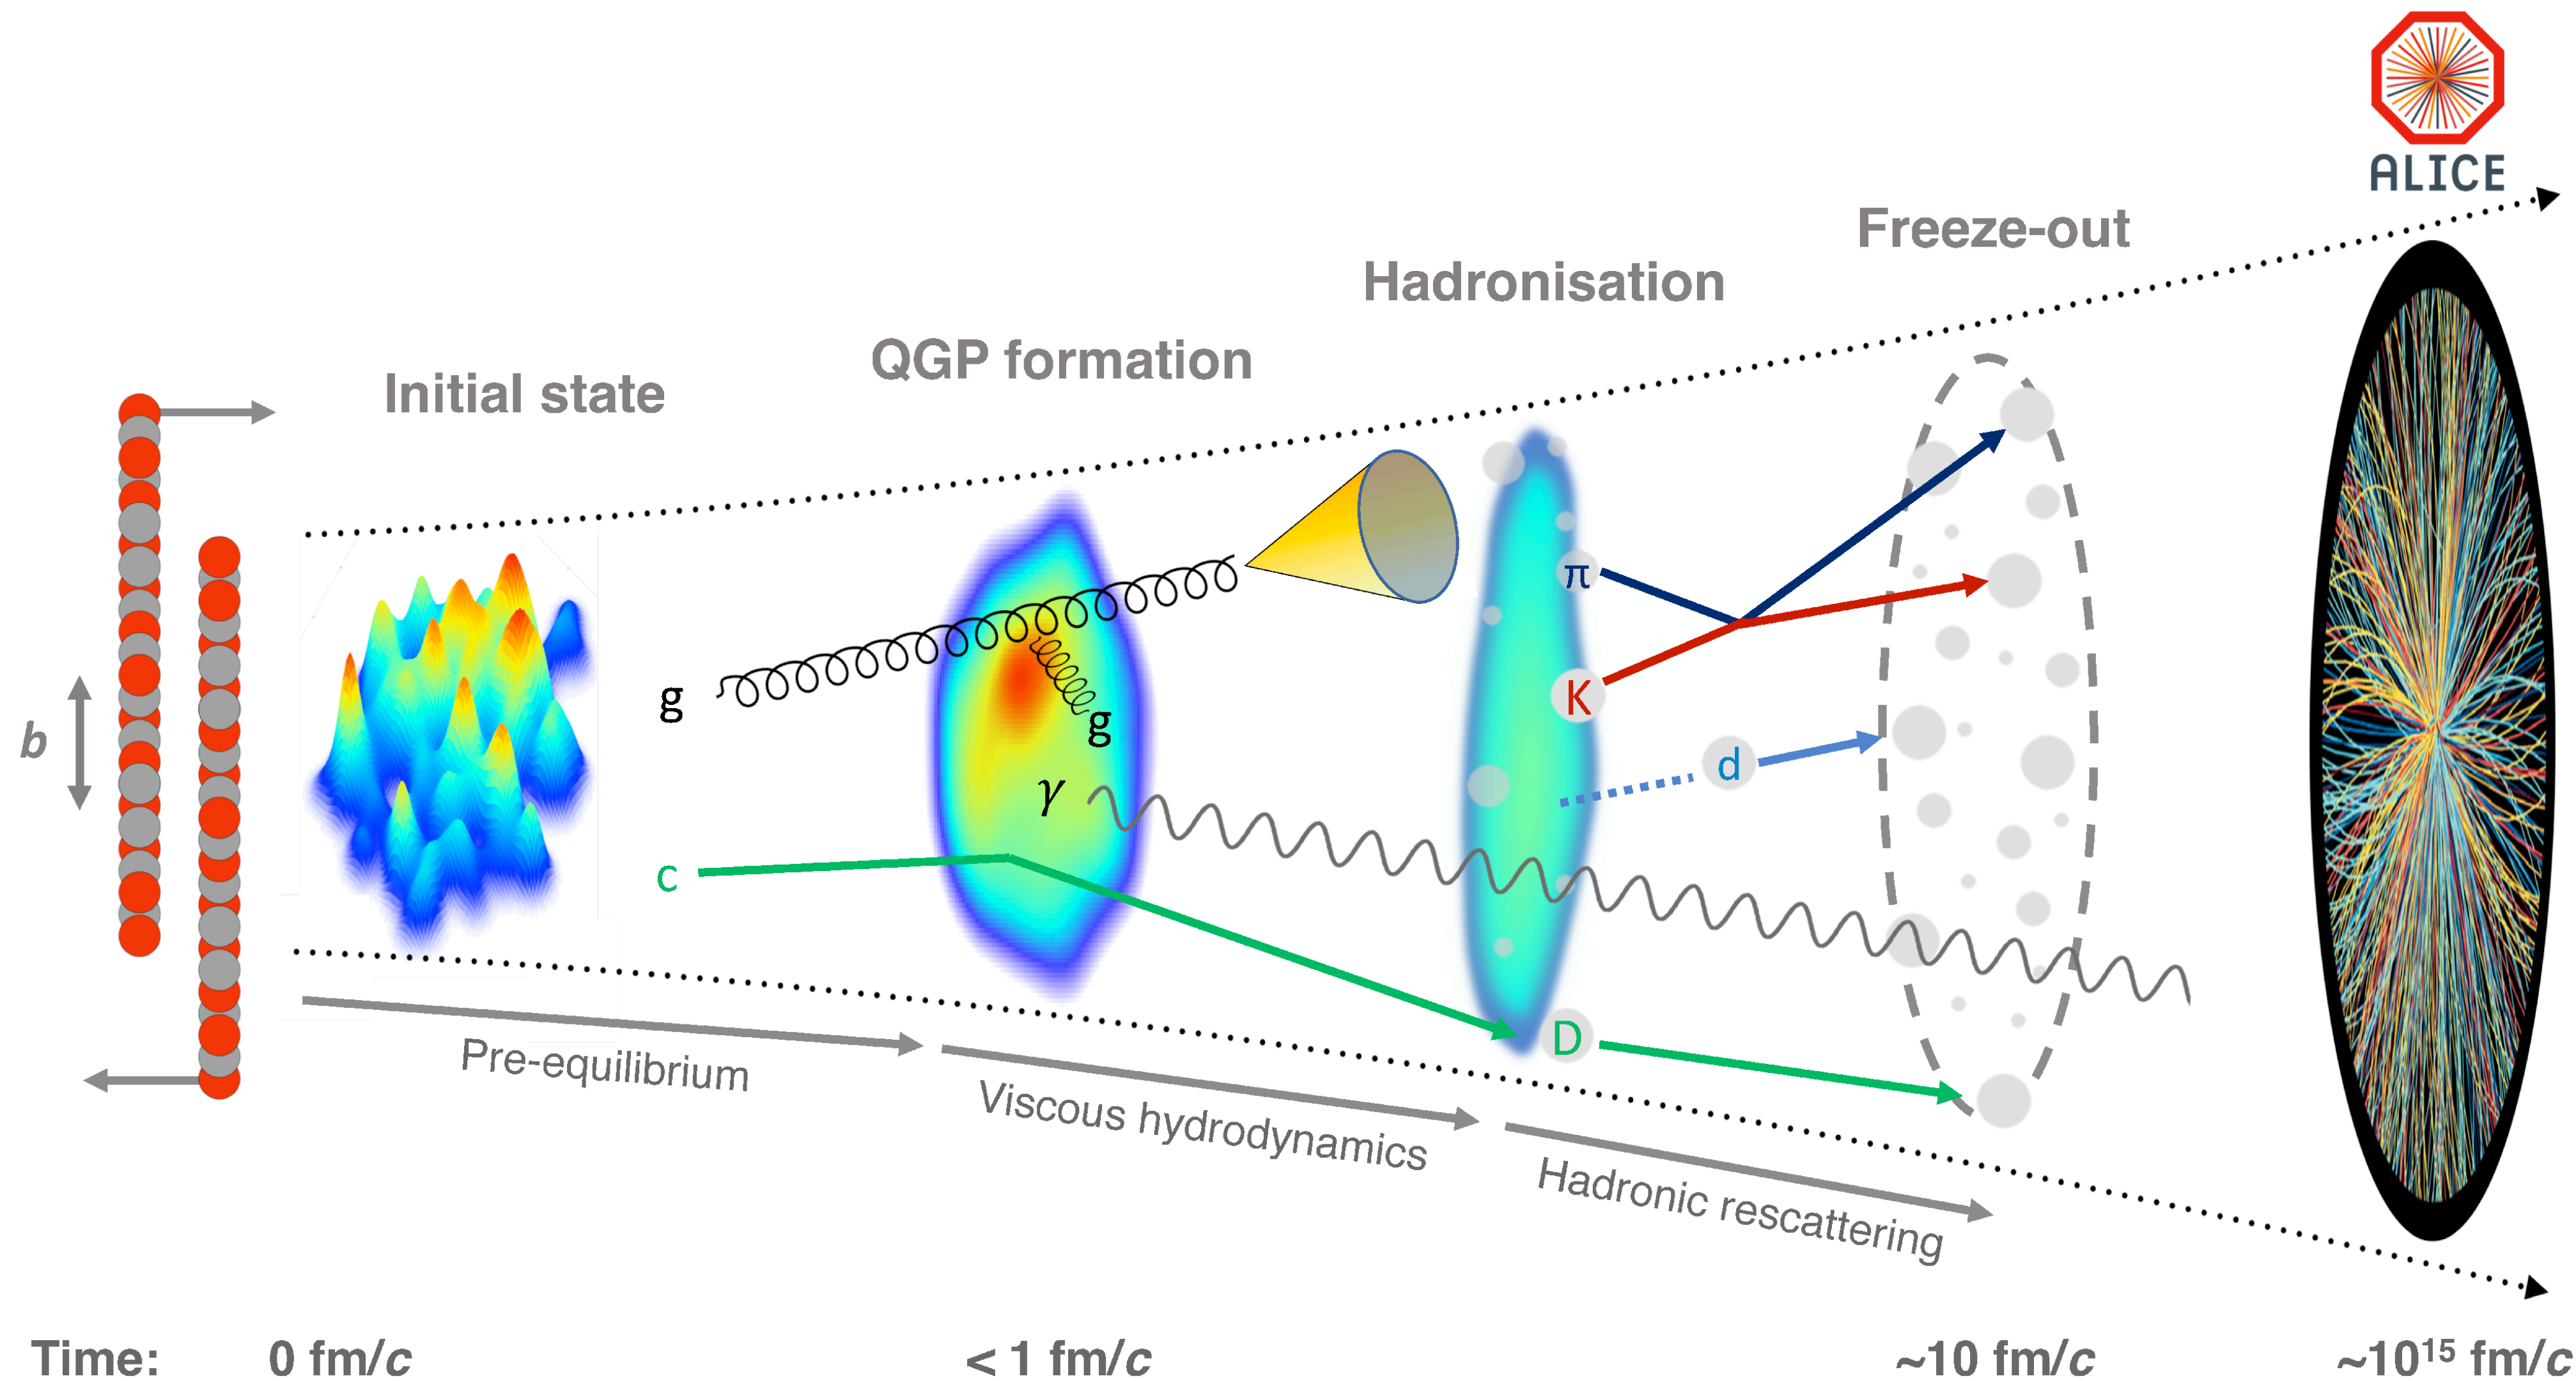 ALICE
Freeze-out
Hadronisation
QGP formation
Initial state
b
g
g
γ
c
π
K
d
D
Pre-equilibrium
Viscous hydrodynamics
Hadronic rescattering
Time: 0 fm/c < 1 fm/c ~10 fm/c ~10¹⁵ fm/c